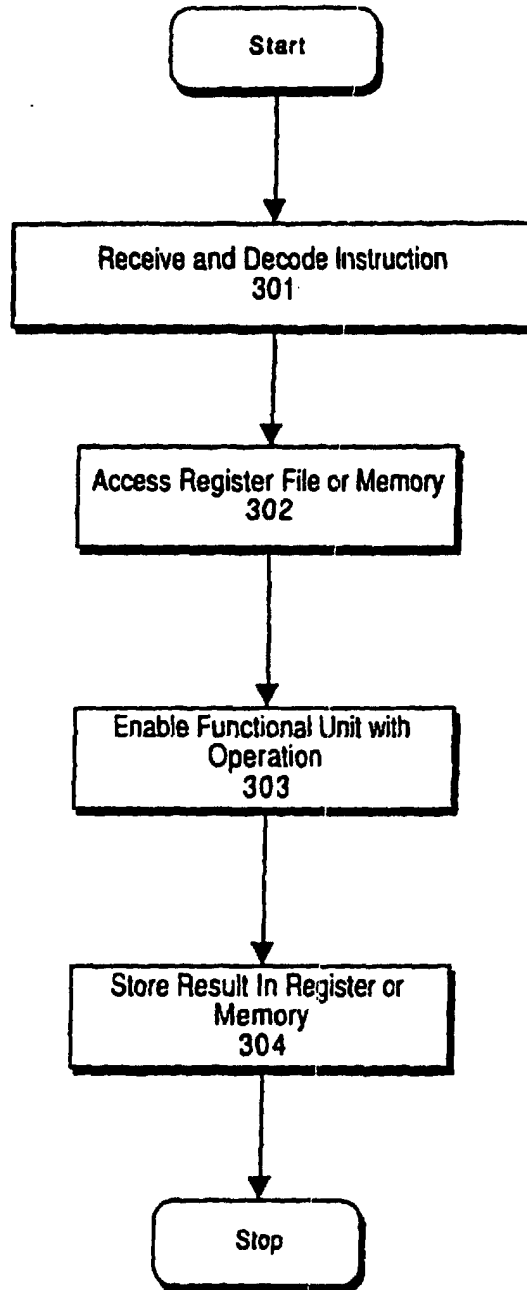 Start
Receive and Decode Instruction
301
Access Register File or Memory
302
Enable Functional Unit with
Operation
303
Store Result In Register or
Memory
304
Stop